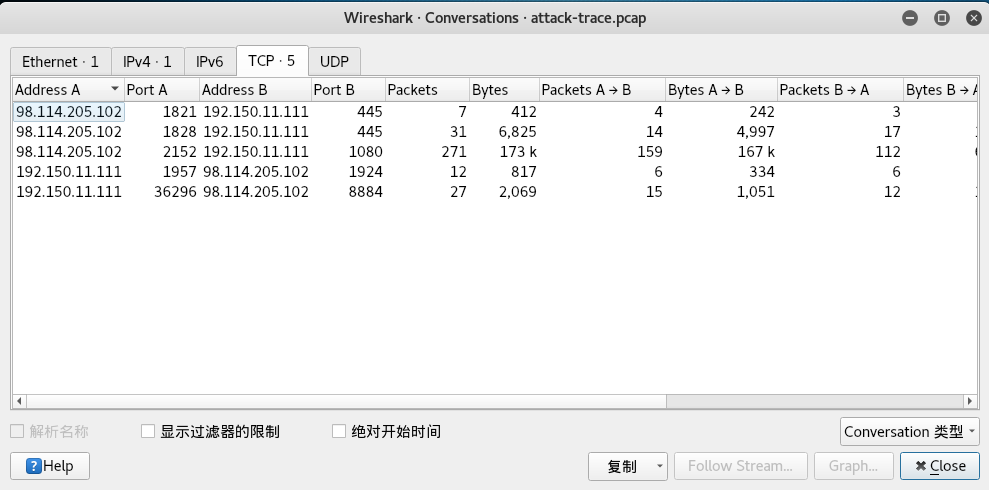 Wireshark · Conversations · attack-trace.pcap
Ethernet · 1 IPv4 · 1 IPv6 TCP · 5 UDP
Address A Port A Address B Port B Packets Bytes Packets A → B Bytes A → B Packets B → A Bytes B → A
98.114.205.102 1821 192.150.11.111 445 7 412 4 242 3
98.114.205.102 1828 192.150.11.111 445 31 6,825 14 4,997 17
98.114.205.102 2152 192.150.11.111 1080 271 173 k 159 167 k 112
192.150.11.111 1957 98.114.205.102 1924 12 817 6 334 6
192.150.11.111 36296 98.114.205.102 8884 27 2,069 15 1,051 12
解析名称 显示过滤器的限制 绝对开始时间 Conversation 类型
Help 复制 Follow Stream... Graph... Close